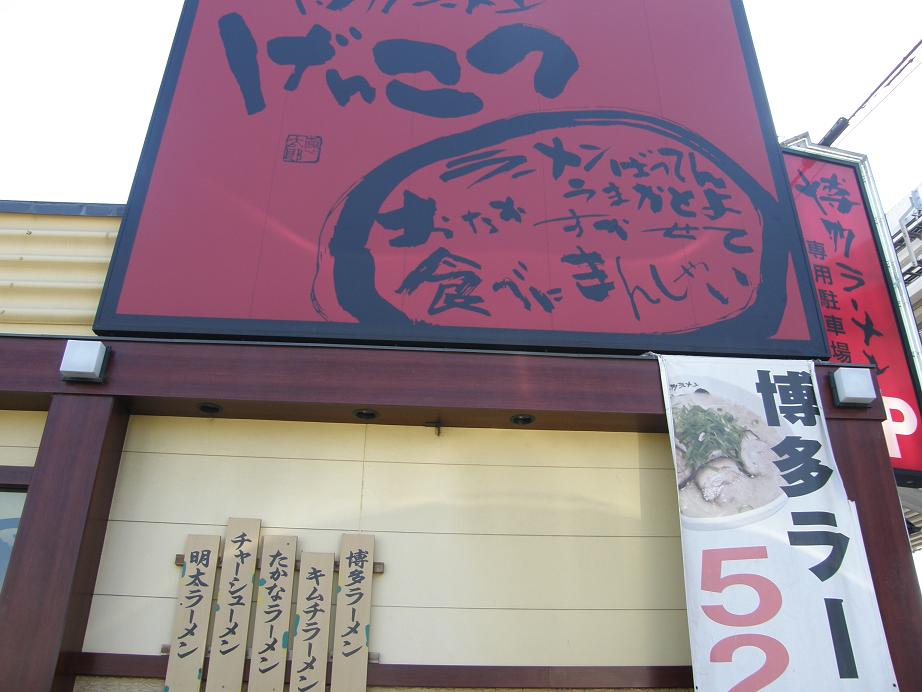 げんこつ
ラーメンばってん
うまかとよ
おなか すかせて
食べにきんしゃい
博多ラーメン
キムチラーメン
たかなラーメン
チャーシューメン
明太ラーメン
博多ラー
52
博多ラーメン
専用駐車場
P